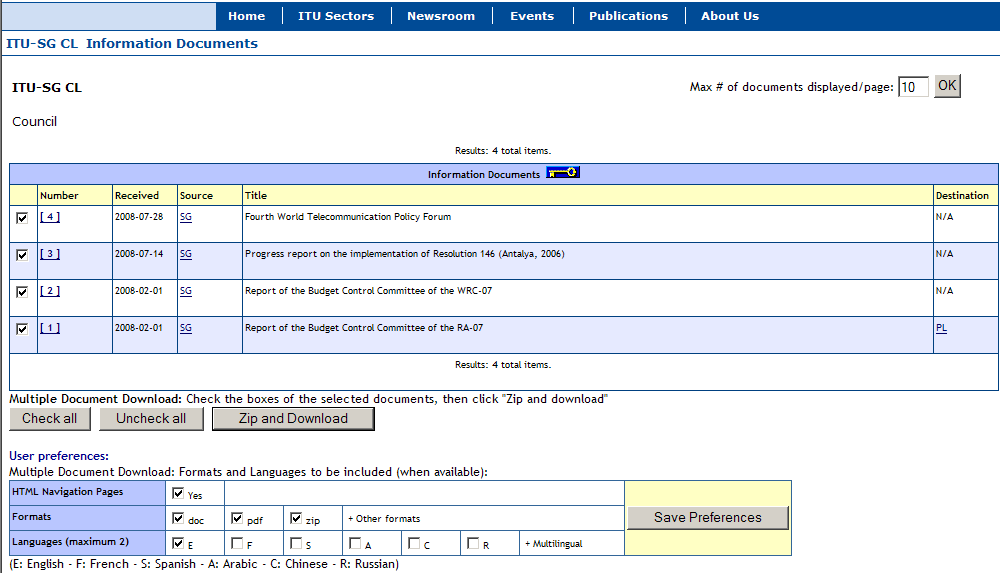 Home ITU Sectors Newsroom Events Publications About Us
ITU-SG CL Information Documents
ITU-SG CL
Max # of documents displayed/page: 10 OK
Council
Results: 4 total items.
Information Documents
Number Received Source Title Destination
[ 4 ] 2008-07-28 SG Fourth World Telecommunication Policy Forum N/A
[ 3 ] 2008-07-14 SG Progress report on the implementation of Resolution 146 (Antalya, 2006) N/A
[ 2 ] 2008-02-01 SG Report of the Budget Control Committee of the WRC-07 N/A
[ 1 ] 2008-02-01 SG Report of the Budget Control Committee of the RA-07 PL
Results: 4 total items.
Multiple Document Download: Check the boxes of the selected documents, then click "Zip and download"
Check all Uncheck all Zip and Download
User preferences:
Multiple Document Download: Formats and Languages to be included (when available):
HTML Navigation Pages Yes
Formats doc pdf zip + Other formats
Save Preferences
Languages (maximum 2) E F S A C R + Multilingual
(E: English - F: French - S: Spanish - A: Arabic - C: Chinese - R: Russian)